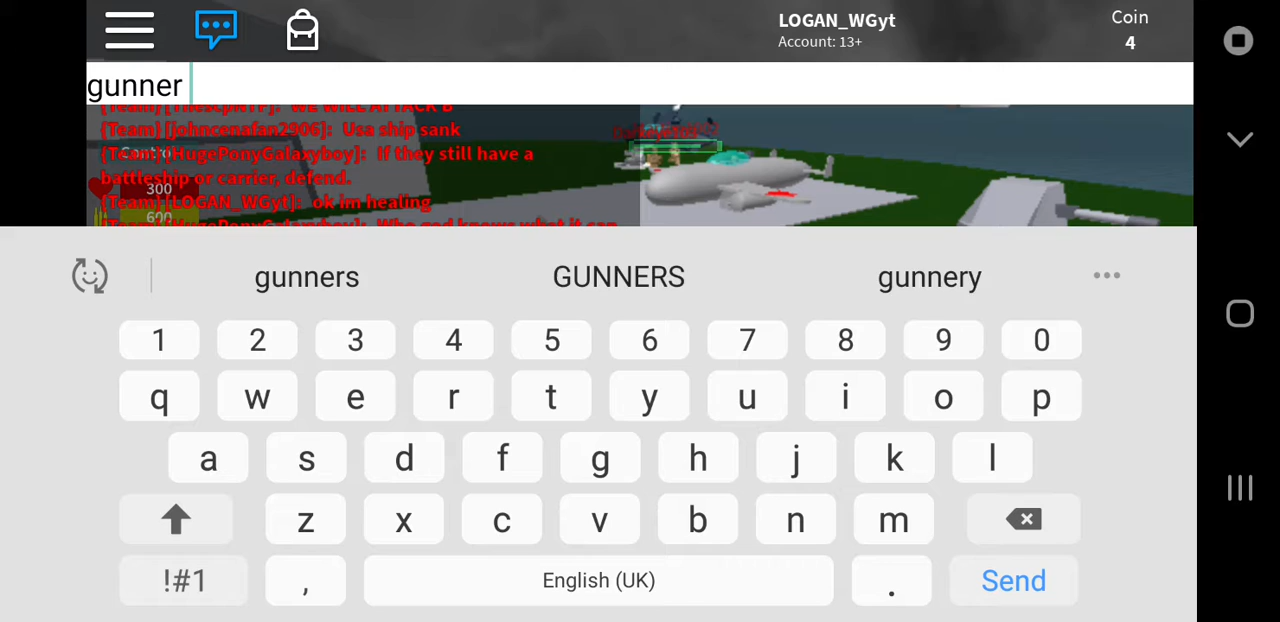 LOGAN_WGyt
Account: 13+
Coin
4
gunner
{Team} [johncenafan2906]: Usa ship sank
{Team} [HugePonyGalaxyboy]: If they still have a
battleship or carrier, defend.
{Team} [LOGAN_WGyt]: ok im healing
300
600
gunners GUNNERS gunnery
1 2 3 4 5 6 7 8 9 0
q w e r t y u i o p
a s d f g h j k l
z x c v b n m
!#1 , English (UK) . Send